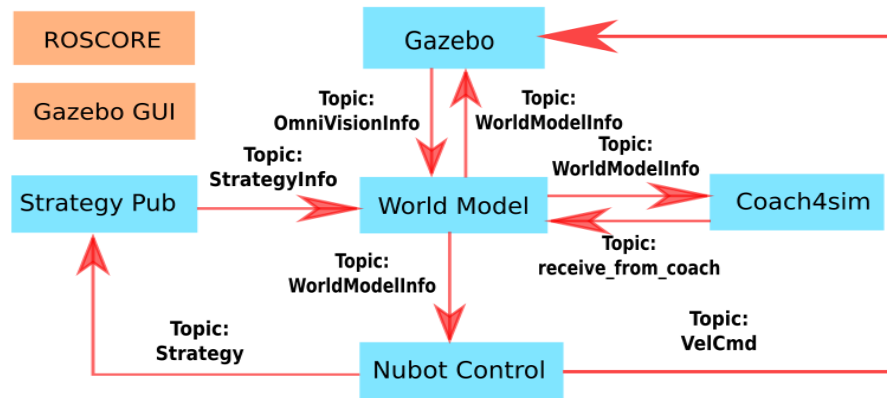 ROSCORE
Gazebo
Gazebo GUI
Topic:
OmniVisionInfo
Topic:
WorldModelInfo
Topic:
StrategyInfo
Topic:
WorldModelInfo
Strategy Pub
World Model
Coach4sim
Topic:
receive_from_coach
Topic:
WorldModelInfo
Topic:
Strategy
Topic:
VelCmd
Nubot Control